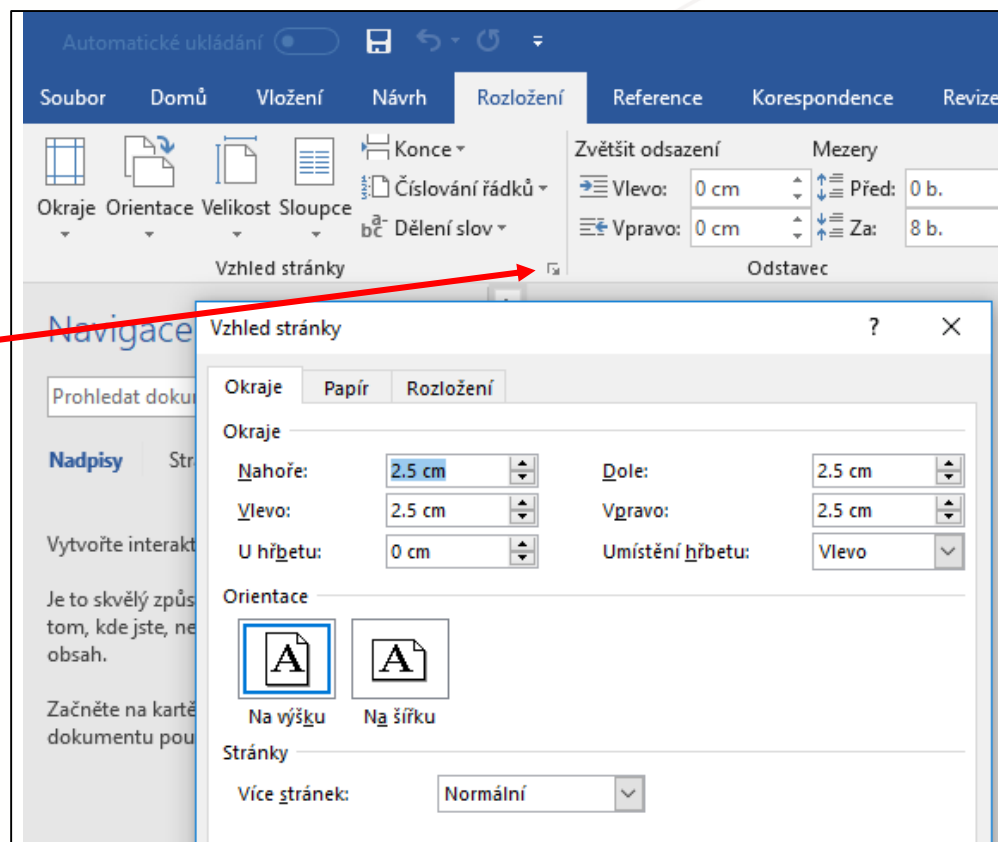 Automatické ukládání
Soubor Domů Vložení Návrh Rozložení Reference Korespondence Revize
Okraje Orientace Velikost Sloupce
Konce
Číslování řádků
Dělení slov
Vzhled stránky
Zvětšit odsazení Mezery
Vlevo: 0 cm Před: 0 b.
Vpravo: 0 cm Za: 8 b.
Odstavec
Navigace
Prohledat doku
Nadpisy Str
Vytvořte interakt
Je to skvělý způs
tom, kde jste, ne
obsah.
Začněte na kartě
dokumentu pou
Vzhled stránky ?
Okraje Papír Rozložení
Okraje
Nahoře: 2.5 cm Dole: 2.5 cm
Vlevo: 2.5 cm Vpravo: 2.5 cm
U hřbetu: 0 cm Umístění hřbetu: Vlevo
Orientace
A A
Na výšku Na šířku
Stránky
Více stránek: Normální